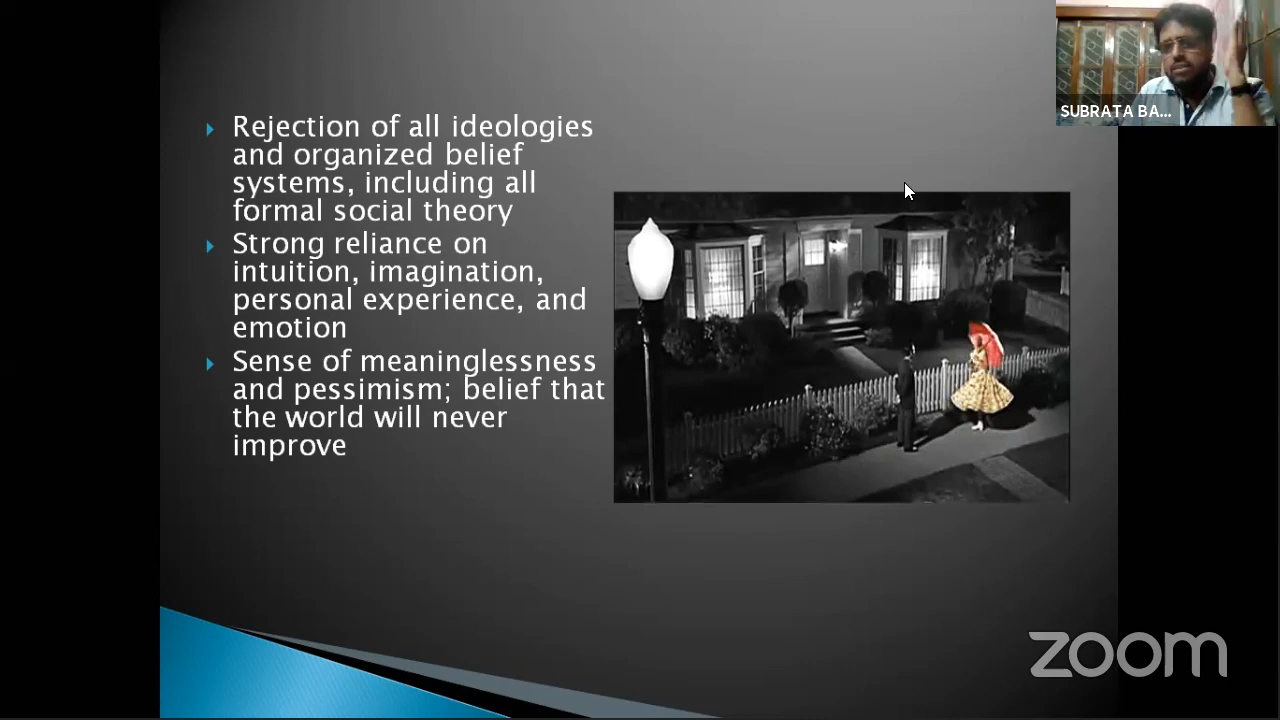 SUBRATA BA...
Rejection of all ideologies
and organized belief
systems, including all
formal social theory
Strong reliance on
intuition, imagination,
personal experience, and
emotion
Sense of meaninglessness
and pessimism; belief that
the world will never
improve
zoom